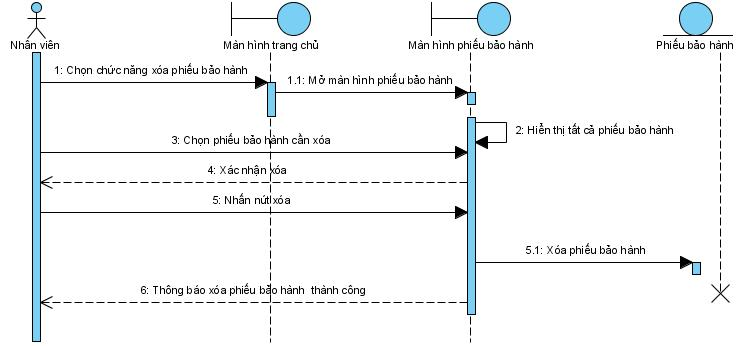 Nhân viên
Màn hình trang chủ
Màn hình phiếu bảo hành
Phiếu bảo hành
1: Chọn chức năng xóa phiếu bảo hành
1.1: Mở màn hình phiếu bảo hành
2: Hiển thị tất cả phiếu bảo hành
3: Chọn phiếu bảo hành cần xóa
4: Xác nhận xóa
5: Nhấn nút xóa
5.1: Xóa phiếu bảo hành
6: Thông báo xóa phiếu bảo hành thành công